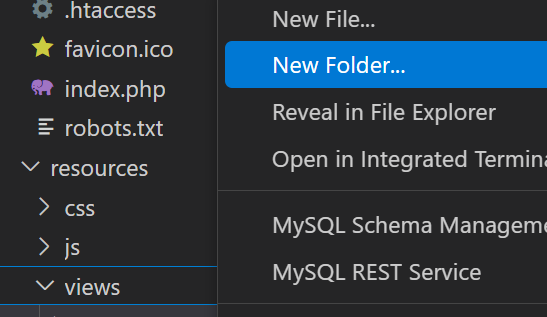 .htaccess
favicon.ico
index.php
robots.txt
resources
css
js
views
New File...
New Folder...
Reveal in File Explorer
Open in Integrated Termina
MySQL Schema Manageme
MySQL REST Service